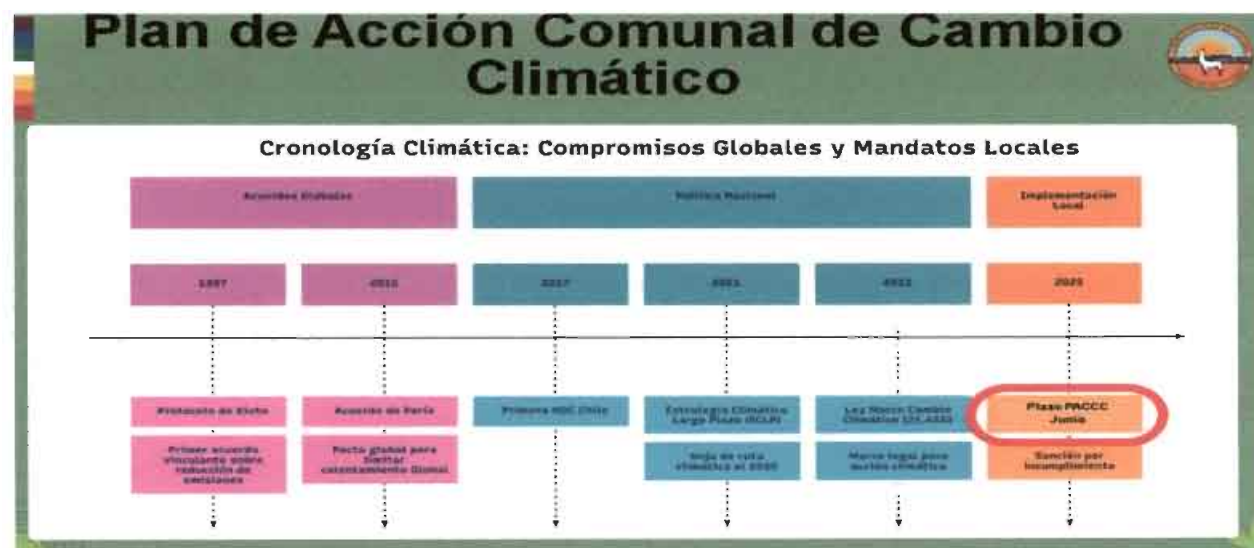 Plan de Acción Comunal de Cambio
Climático
Cronología Climática: Compromisos Globales y Mandatos Locales
Acuerdos Globales
Política Nacional
Implementación
Local
1997
2015
2017
2021
2022
2025
Protocolo de Kioto
Acuerdo de París
Primera NDC Chile
Estrategia Climática
Largo Plazo (ECLP)
Ley Marco Cambio
Climático (21.455)
Plazo PACCC
Junio
Primer acuerdo
vinculante sobre
reducción de
emisiones
Pacto global para
limitar
calentamiento Global
Hoja de ruta
climática al 2050
Marco legal para
acción climática
Sanción por
incumplimiento